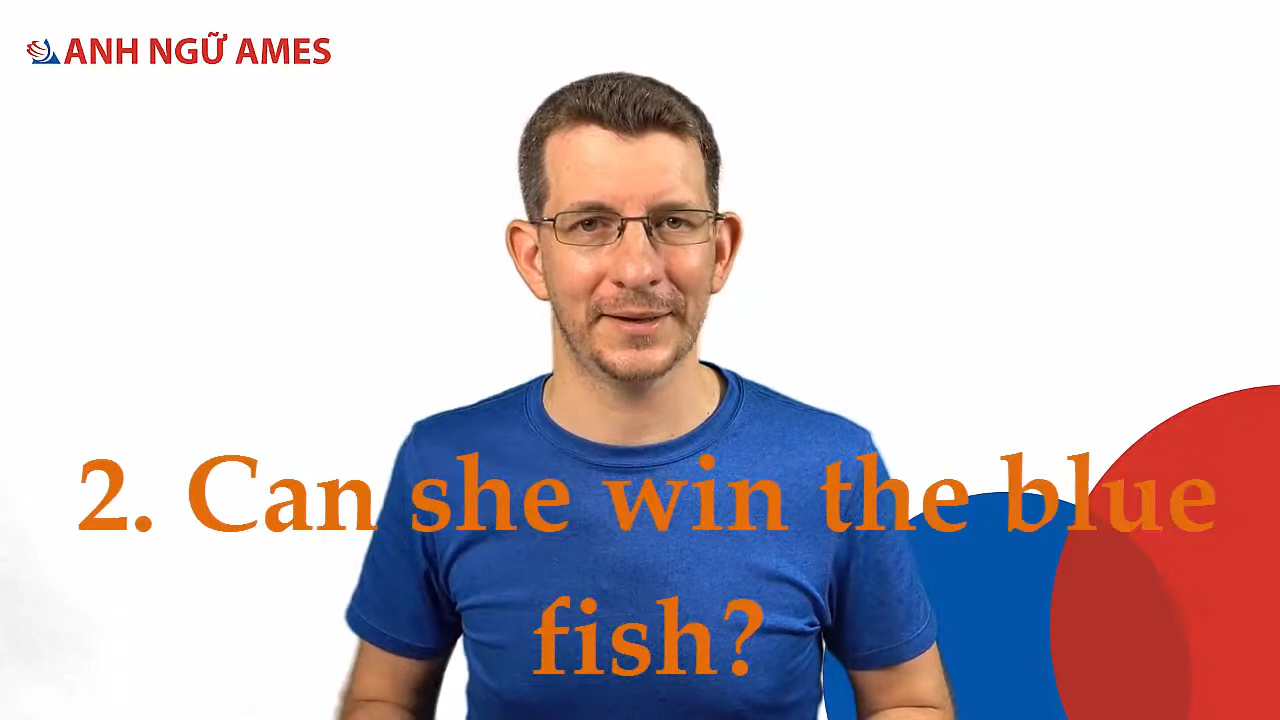 ANH NGỮ AMES
2. Can she win the blue
fish?